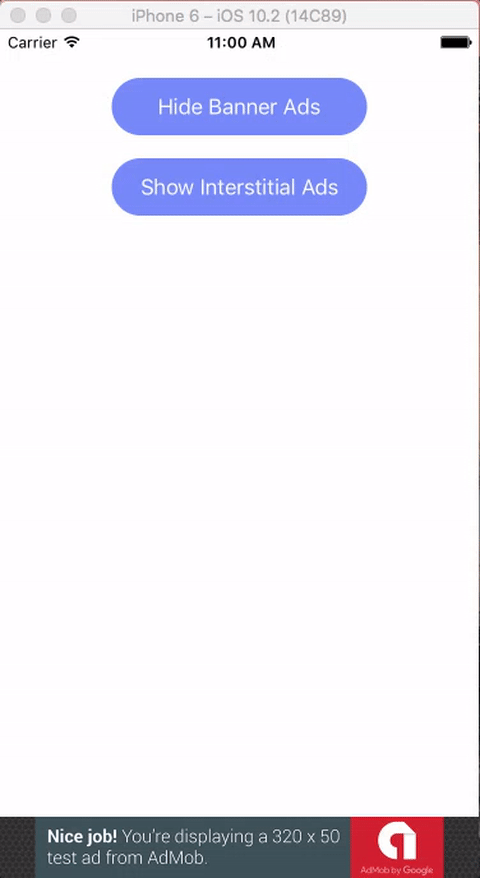 iPhone 6 – iOS 10.2 (14C89)
Carrier 11:00 AM
Hide Banner Ads
Show Interstitial Ads
Nice job! You're displaying a 320 x 50
test ad from AdMob.
AdMob by Google